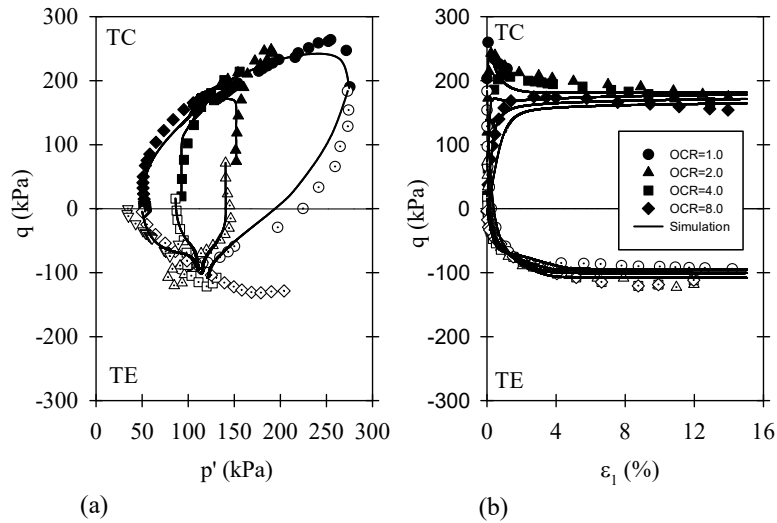 TC
TE
300
200
100
0
-100
-200
-300
q (kPa)
0 50 100 150 200 250 300
p' (kPa)
(a)
TC
TE
300
200
100
0
-100
-200
-300
q (kPa)
OCR=1.0
OCR=2.0
OCR=4.0
OCR=8.0
Simulation
0 4 8 12 16
ε₁ (%)
(b)